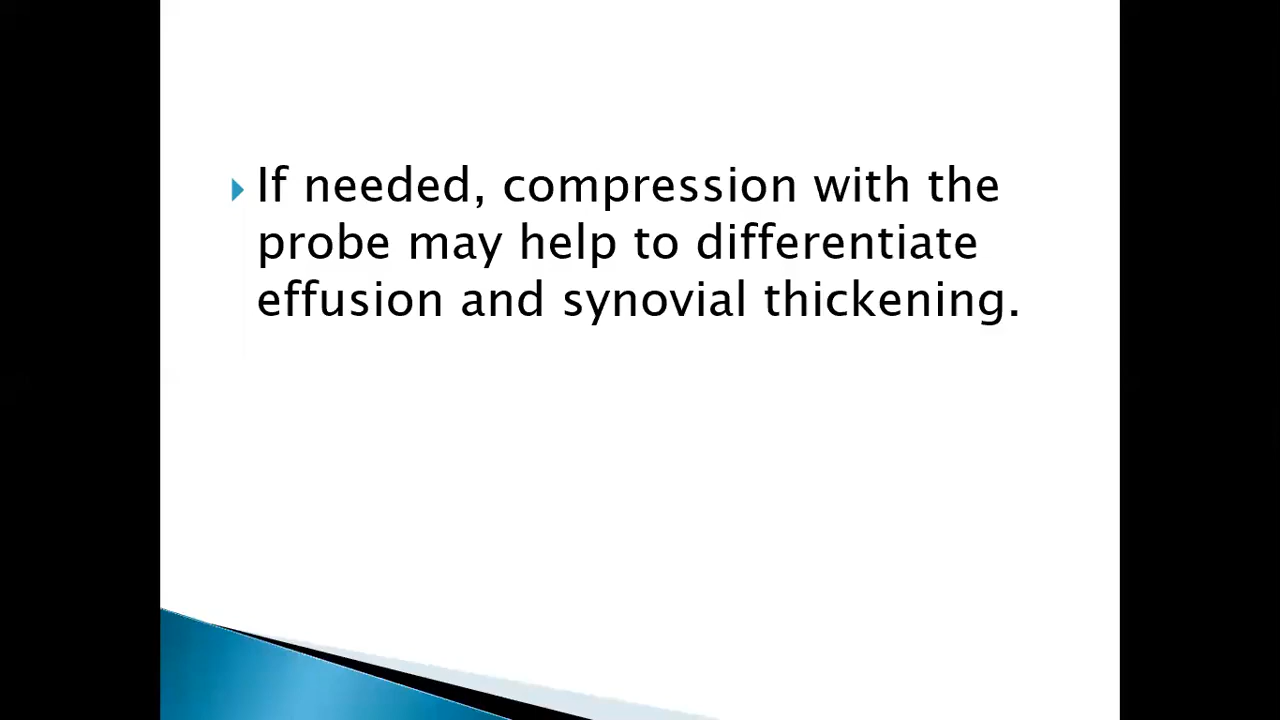 If needed, compression with the
probe may help to differentiate
effusion and synovial thickening.